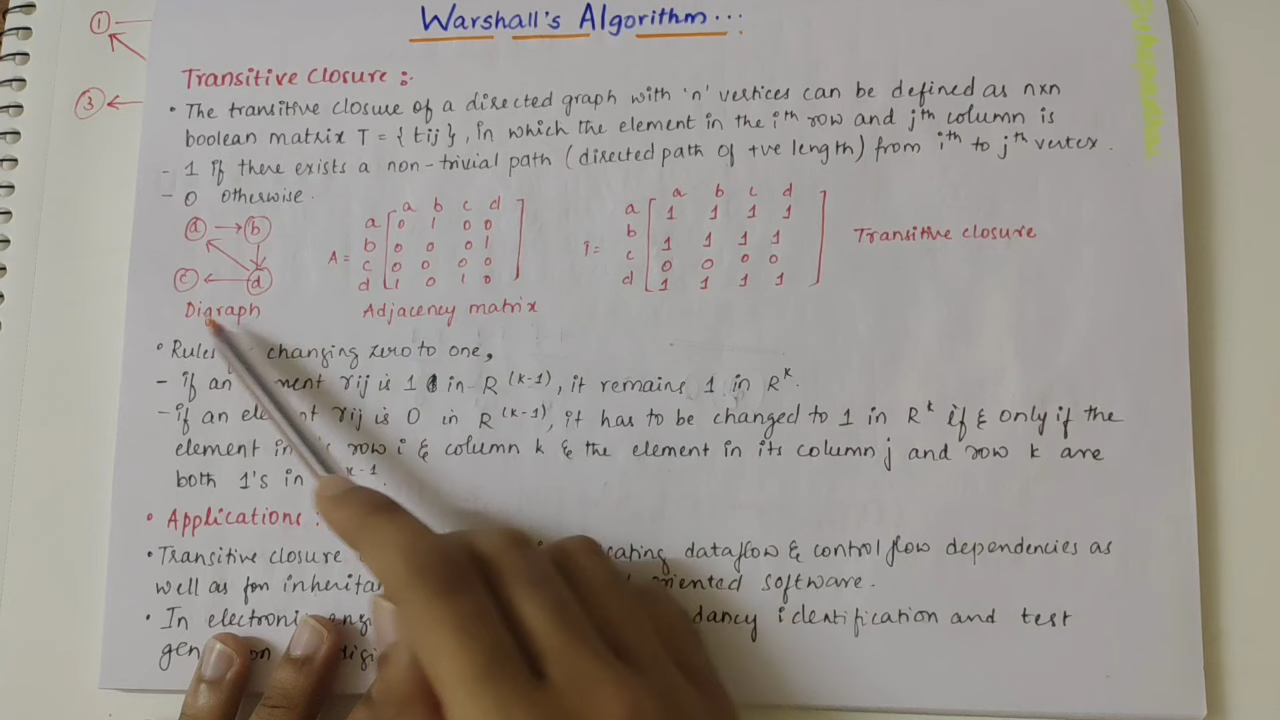 Warshall's Algorithm...
Transitive Closure :-
• The transitive closure of a directed graph with 'n' vertices can be defined as nxn
boolean matrix T = {tij}, in which the element in the ith row and jth column is
- 1 if there exists a non-trivial path (directed path of +ve length) from ith to jth vertex.
- 0 otherwise.
1
3
a b
c d
Digraph
a b c d
a 0 1 0 0
b 0 0 0 1
A = c 0 0 0 0
d 1 0 1 0
Adjacency matrix
a b c d
a 1 1 1 1
b 1 1 1 1
T = c 0 0 0 0
d 1 1 1 1
Transitive closure
• Rules changing zero to one,
- if an rij is 1 in R(k-1), it remains 1 in Rk.
- if an rij is 0 in R(k-1), it has to be changed to 1 in Rk if & only if the
element in row i & column k & the element in its column j and row k are
both 1's in k-1.
• Applications :
• Transitive closure dataflow & control flow dependencies as
well as for software.
• In identification and test